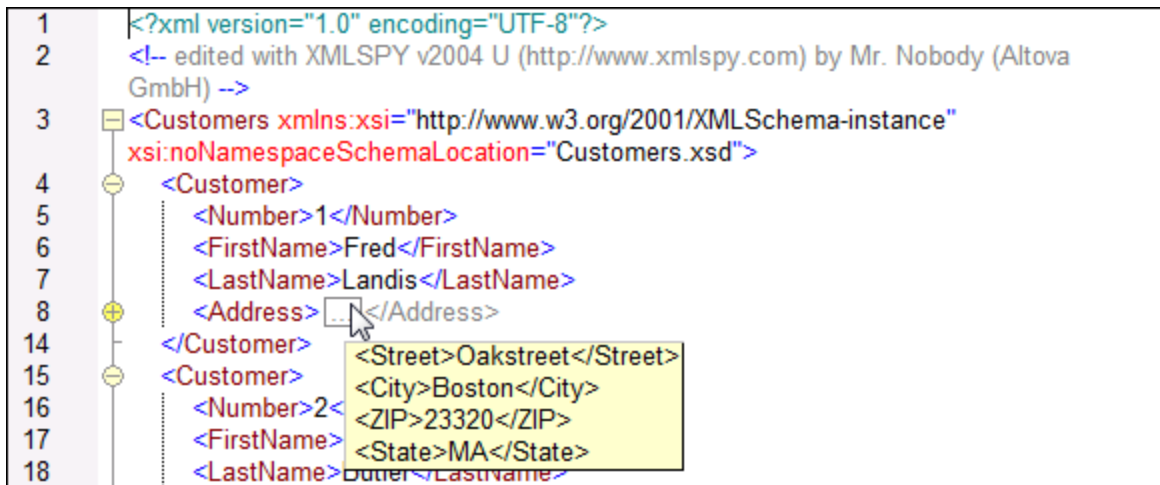 1 <?xml version="1.0" encoding="UTF-8"?>
2 <!-- edited with XMLSPY v2004 U (http://www.xmlspy.com) by Mr. Nobody (Altova
GmbH) -->
3 <Customers xmlns:xsi="http://www.w3.org/2001/XMLSchema-instance"
xsi:noNamespaceSchemaLocation="Customers.xsd">
4 <Customer>
5 <Number>1</Number>
6 <FirstName>Fred</FirstName>
7 <LastName>Landis</LastName>
8 <Address> ... </Address>
14 </Customer>
<Street>Oakstreet</Street>
15 <Customer>
<City>Boston</City>
16 <Number>2<
<ZIP>23320</ZIP>
17 <FirstName>
<State>MA</State>
18 <LastName>Butler</LastName>